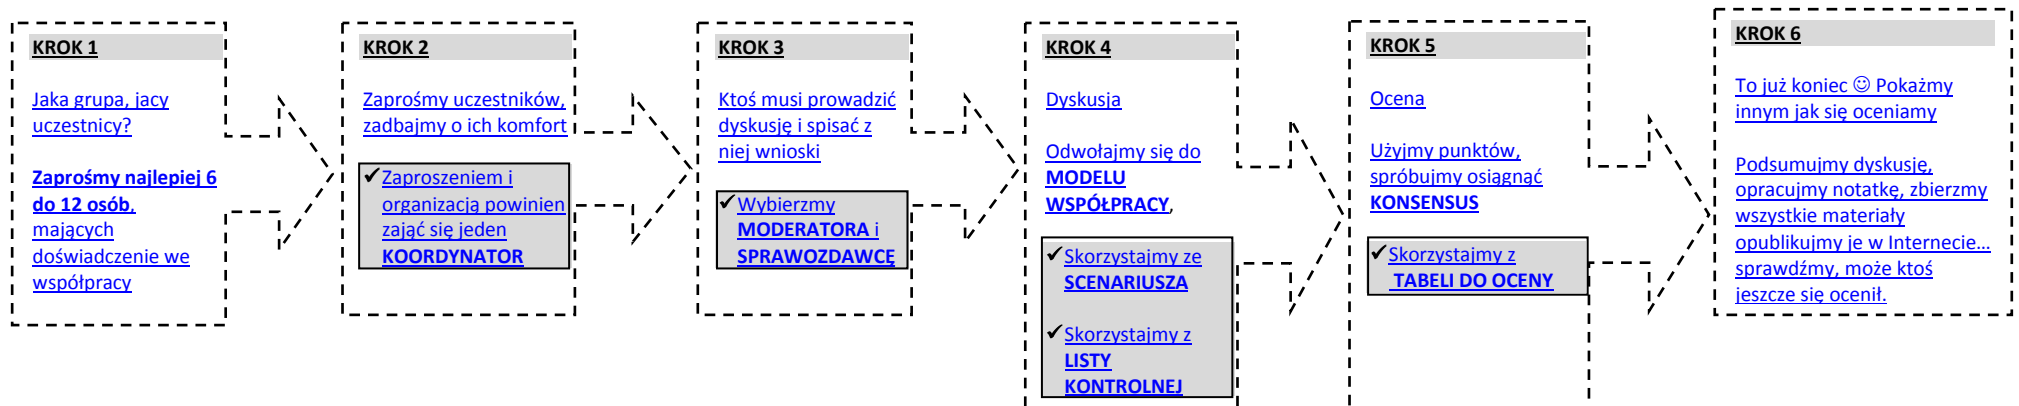 KROK 1
Jaka grupa, jacy
uczestnicy?
Zaprośmy najlepiej 6
do 12 osób,
mających
doświadczenie we
współpracy
KROK 2
Zaprośmy uczestników,
zadbajmy o ich komfort
✓Zaproszeniem i
organizacją powinien
zająć się jeden
KOORDYNATOR
KROK 3
Ktoś musi prowadzić
dyskusję i spisać z
niej wnioski
✓Wybierzmy
MODERATORA i
SPRAWOZDAWCĘ
KROK 4
Dyskusja
Odwołajmy się do
MODELU
WSPÓŁPRACY,
✓Skorzystajmy ze
SCENARIUSZA
✓Skorzystajmy z
LISTY
KONTROLNEJ
KROK 5
Ocena
Użyjmy punktów,
spróbujmy osiągnąć
KONSENSUS
✓Skorzystajmy z
TABELI DO OCENY
KROK 6
To już koniec ☺ Pokażmy
innym jak się oceniamy
Podsumujmy dyskusję,
opracujmy notatkę, zbierzmy
wszystkie materiały
opublikujmy je w Internecie…
sprawdźmy, może ktoś
jeszcze się ocenił.